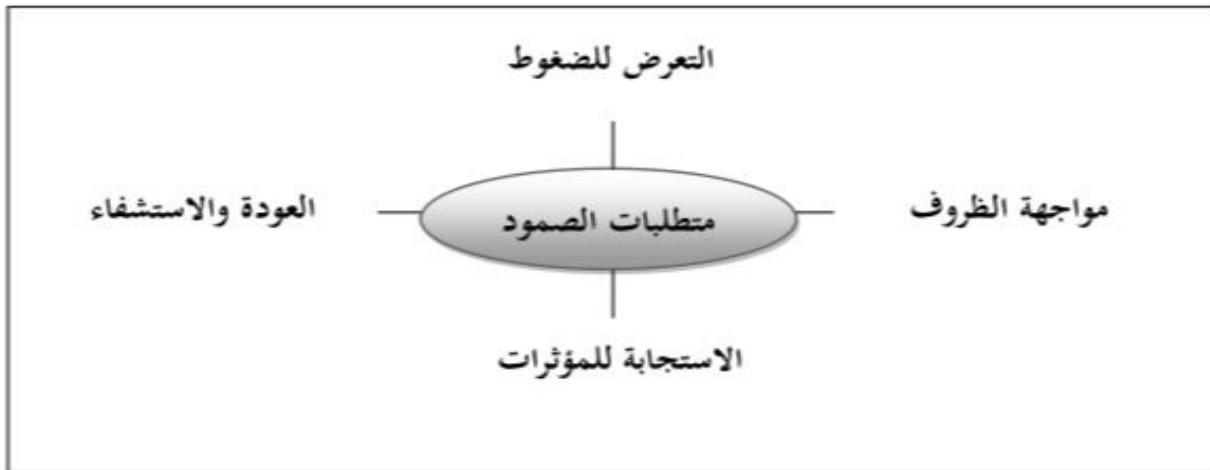 التعرض للضغوط
مواجهة الظروف
متطلبات الصمود
العودة والاستشفاء
الاستجابة للمؤثرات